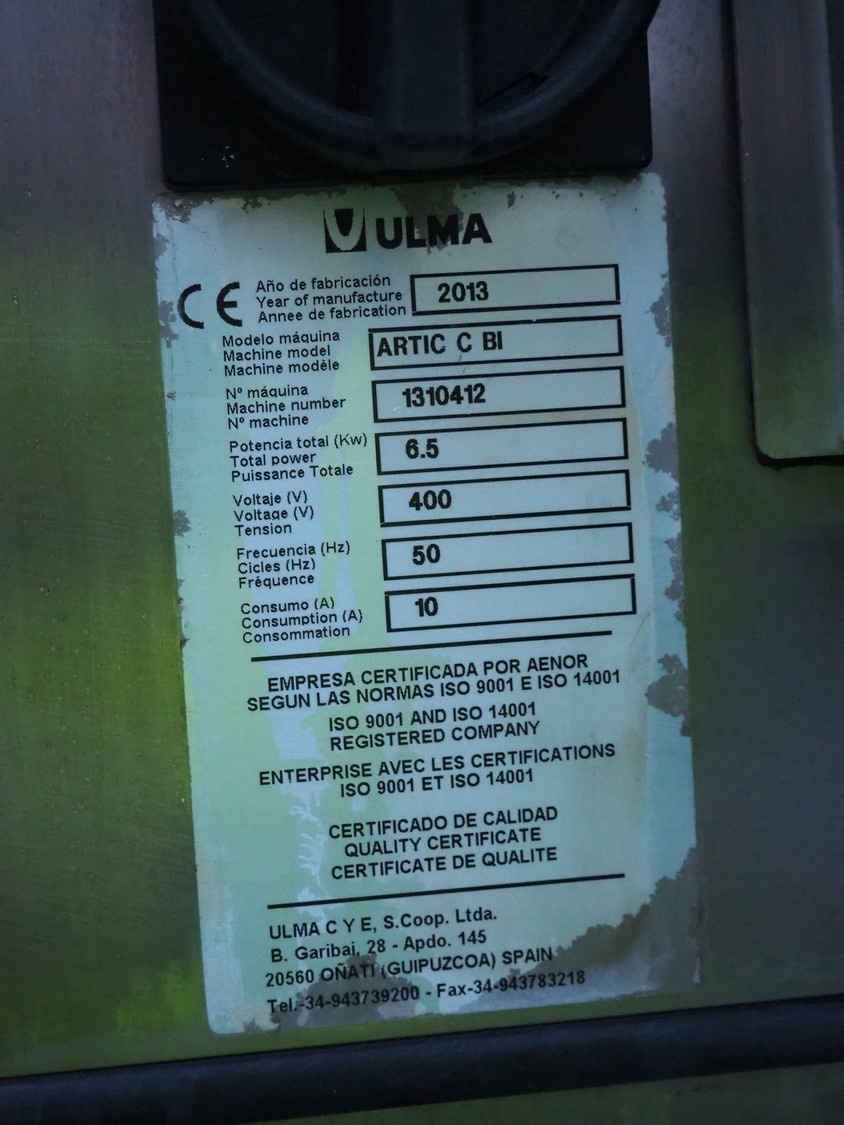 ULMA
CE
Año de fabricación
Year of manufacture
Annee de fabrication
2013
Modelo máquina
Machine model
Machine modèle
ARTIC C BI
Nº máquina
Machine number
Nº machine
1310412
Potencia total (Kw)
Total power
Puissance Totale
6.5
Voltaje (V)
Voltage (V)
Tension
400
Frecuencia (Hz)
Cicles (Hz)
Fréquence
50
Consumo (A)
Consumption (A)
Consommation
10
EMPRESA CERTIFICADA POR AENOR
SEGUN LAS NORMAS ISO 9001 E ISO 14001
ISO 9001 AND ISO 14001
REGISTERED COMPANY
ENTERPRISE AVEC LES CERTIFICATIONS
ISO 9001 ET ISO 14001
CERTIFICADO DE CALIDAD
QUALITY CERTIFICATE
CERTIFICATE DE QUALITE
ULMA C Y E, S.Coop. Ltda.
B. Garibai, 28 - Apdo. 145
20560 OÑATI (GUIPUZCOA) SPAIN
Tel.-34-943739200 - Fax-34-943783218